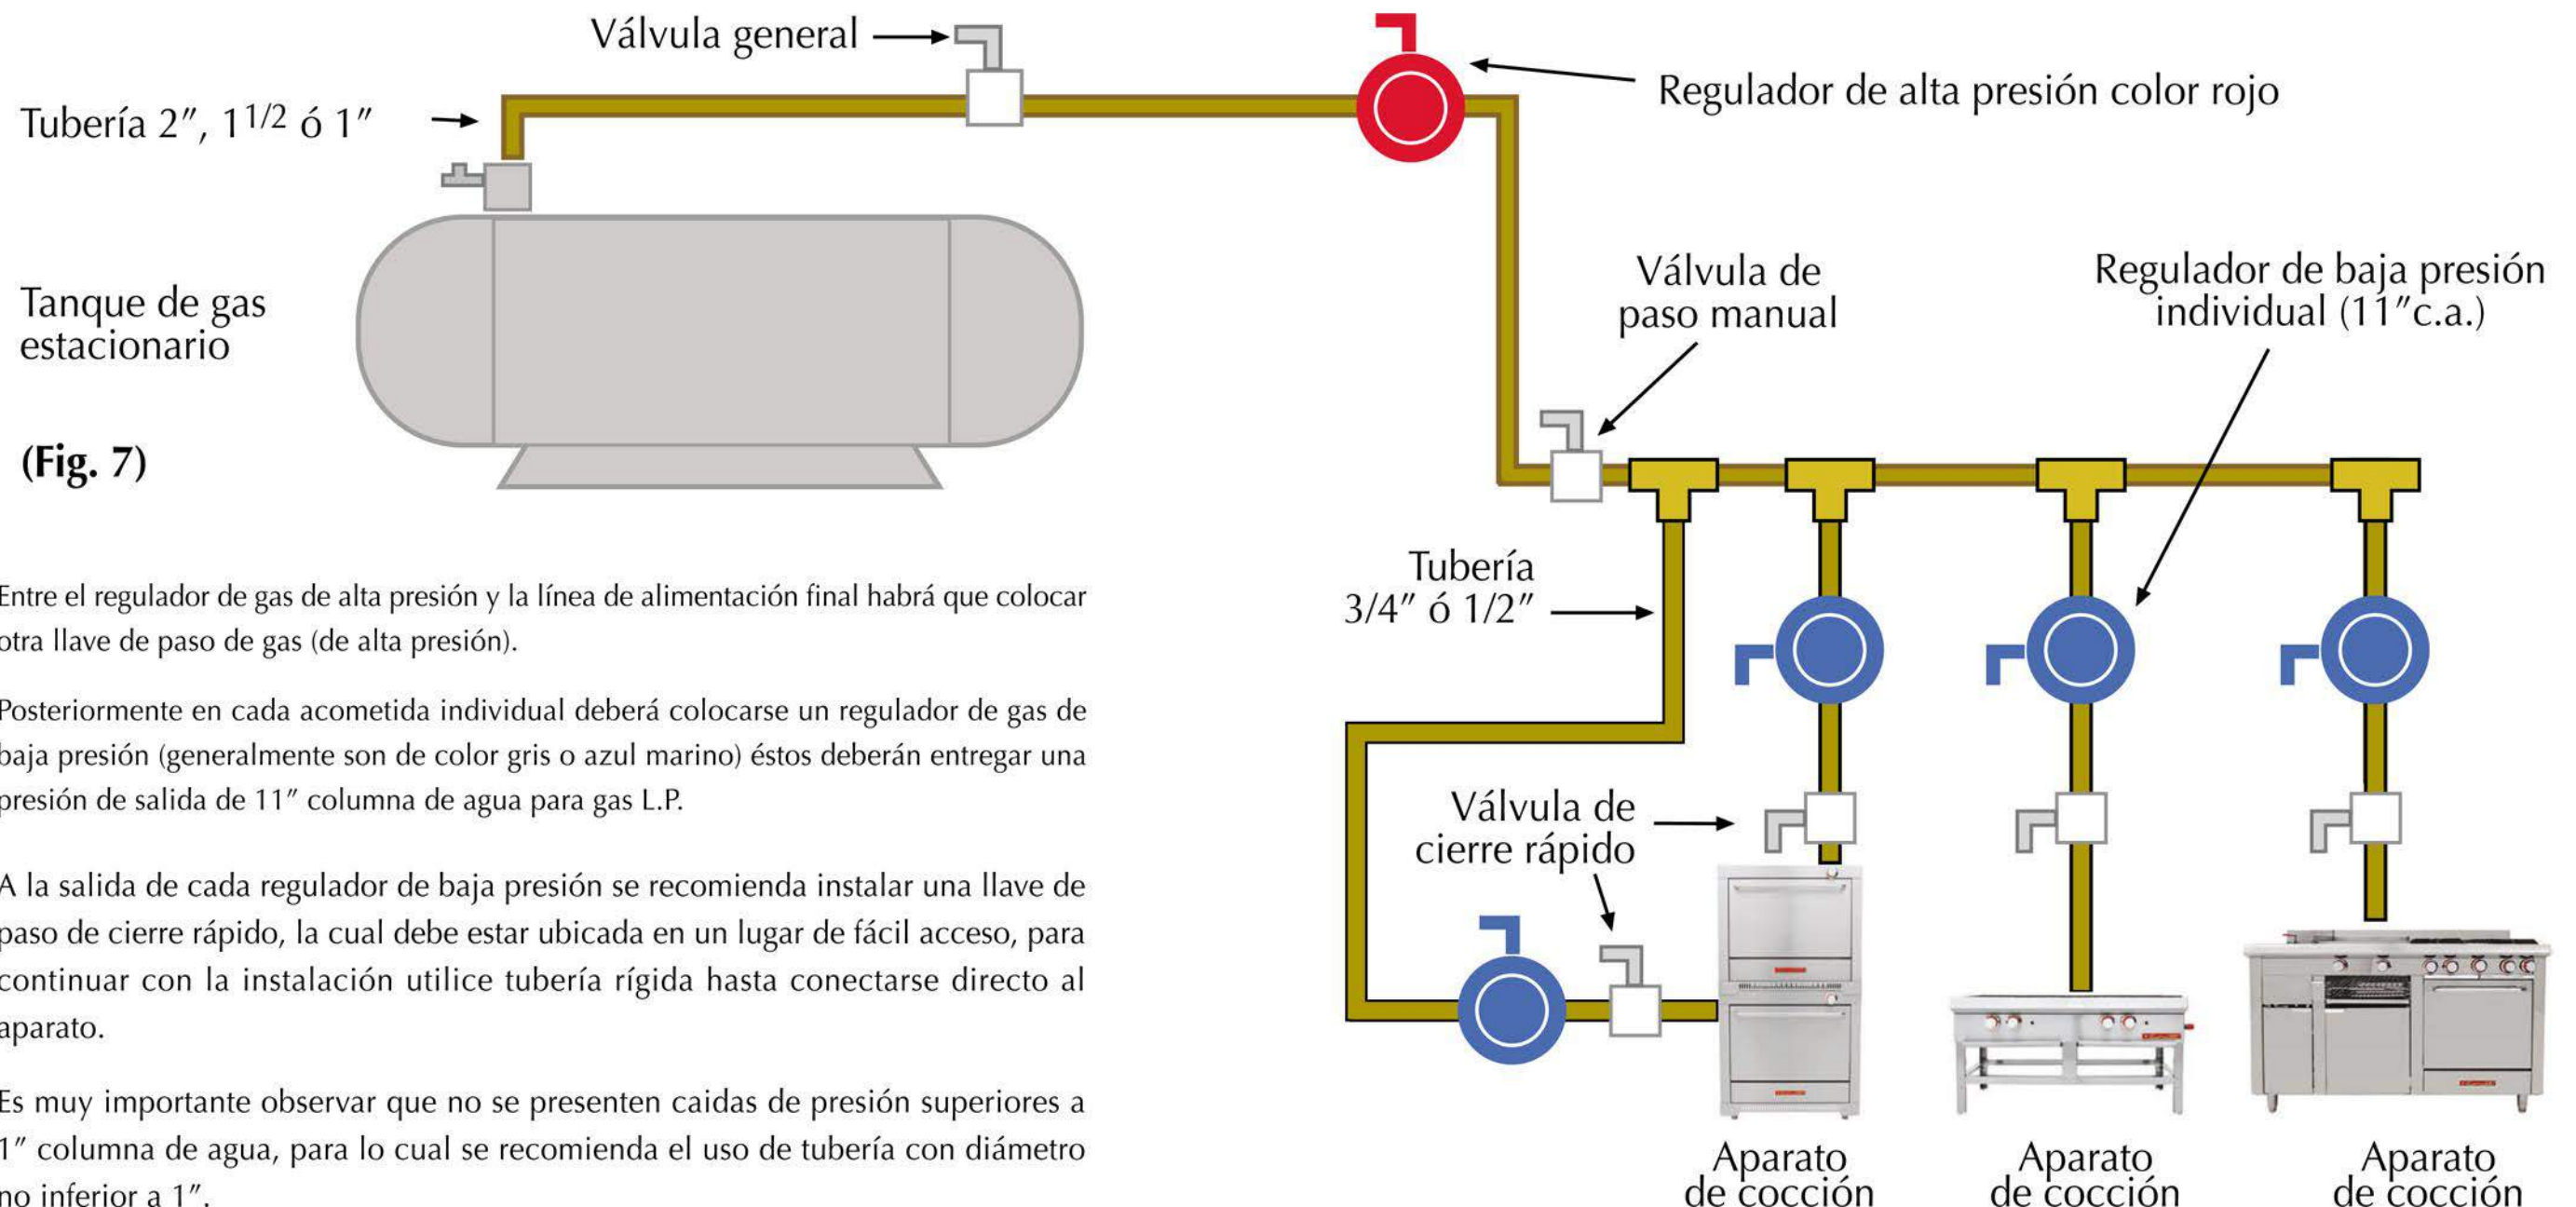 Válvula general
Tubería 2", 1 1/2 ó 1"
Regulador de alta presión color rojo
Tanque de gas
estacionario
Válvula de
paso manual
Regulador de baja presión
individual (11"c.a.)
(Fig. 7)
Entre el regulador de gas de alta presión y la línea de alimentación final habrá que colocar
otra llave de paso de gas (de alta presión).
Posteriormente en cada acometida individual deberá colocarse un regulador de gas de
baja presión (generalmente son de color gris o azul marino) éstos deberán entregar una
presión de salida de 11" columna de agua para gas L.P.
A la salida de cada regulador de baja presión se recomienda instalar una llave de
paso de cierre rápido, la cual debe estar ubicada en un lugar de fácil acceso, para
continuar con la instalación utilice tubería rígida hasta conectarse directo al
aparato.
Es muy importante observar que no se presenten caidas de presión superiores a
1" columna de agua, para lo cual se recomienda el uso de tubería con diámetro
no inferior a 1".
Tubería
3/4" ó 1/2"
Válvula de
cierre rápido
Aparato
de cocción
Aparato
de cocción
Aparato
de cocción